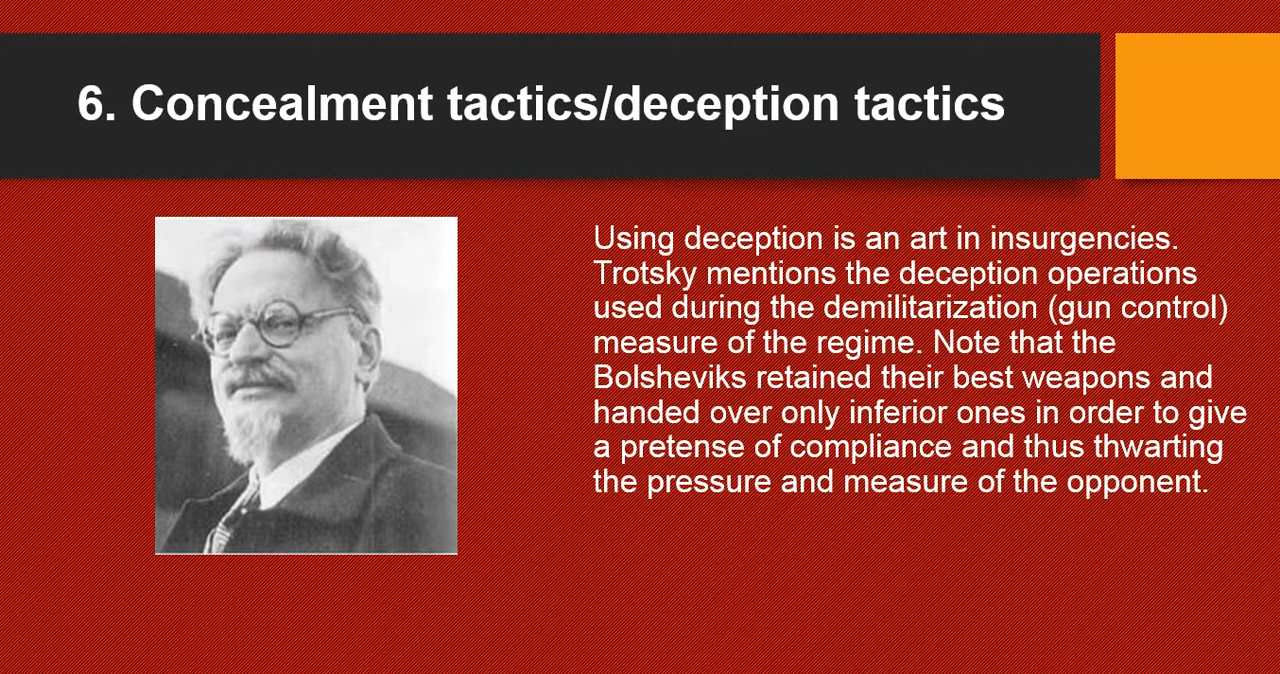 6. Concealment tactics/deception tactics
Using deception is an art in insurgencies.
Trotsky mentions the deception operations
used during the demilitarization (gun control)
measure of the regime. Note that the
Bolsheviks retained their best weapons and
handed over only inferior ones in order to give
a pretense of compliance and thus thwarting
the pressure and measure of the opponent.